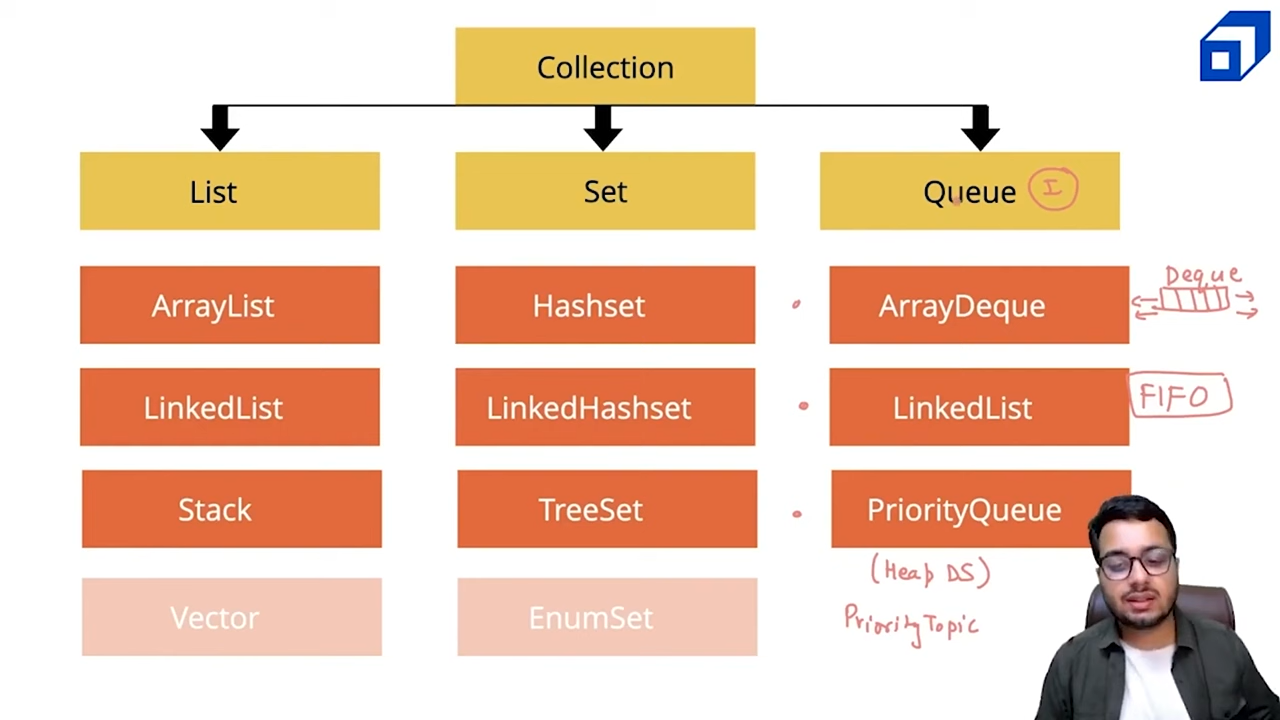 Collection
List
Set
Queue I
ArrayList
Hashset
ArrayDeque
Deque
LinkedList
LinkedHashset
LinkedList
FIFO
Stack
TreeSet
PriorityQueue
(Heap DS)
Vector
EnumSet
Priority Topic